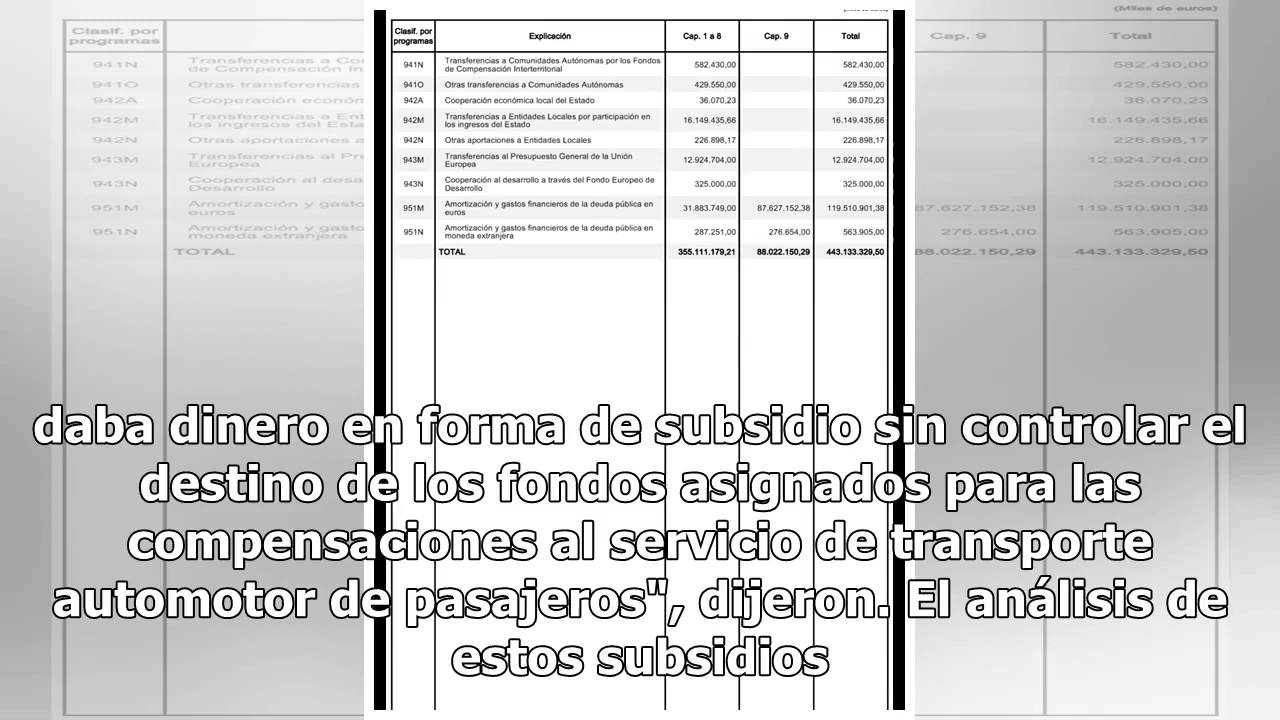 (Miles de euros)
Clasif. por programas Explicación Cap. 1 a 8 Cap. 9 Total
941N Transferencias a Comunidades Autónomas por los Fondos
de Compensación Interterritorial 582.430,00 582.430,00
941O Otras transferencias a Comunidades Autónomas 429.550,00 429.550,00
942A Cooperación económica local del Estado 36.070,23 36.070,23
942M Transferencias a Entidades Locales por participación en
los ingresos del Estado 16.149.435,66 16.149.435,66
942N Otras aportaciones a Entidades Locales 226.898,17 226.898,17
943M Transferencias al Presupuesto General de la Unión
Europea 12.924.704,00 12.924.704,00
943N Cooperación al desarrollo a través del Fondo Europeo de
Desarrollo 325.000,00 325.000,00
951M Amortización y gastos financieros de la deuda pública en
euros 31.883.749,00 87.627.152,38 119.510.901,38
951N Amortización y gastos financieros de la deuda pública en
moneda extranjera 287.251,00 276.654,00 563.905,00
TOTAL 355.111.179,21 88.022.150,29 443.133.329,50
daba dinero en forma de subsidio sin controlar el
destino de los fondos asignados para las
compensaciones al servicio de transporte
automotor de pasajeros", dijeron. El análisis de
estos subsidios